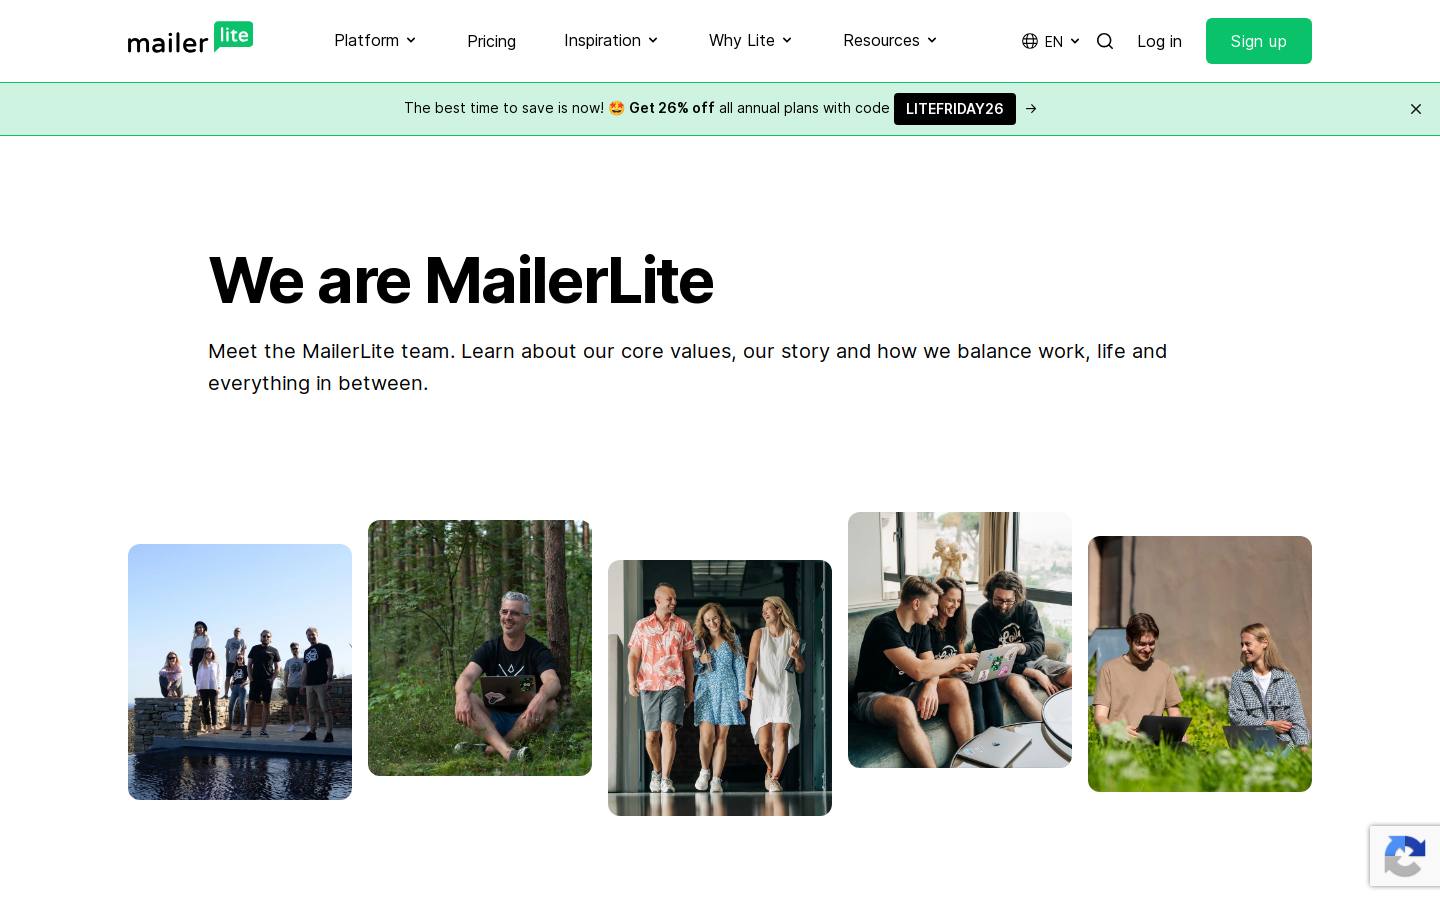 mailer lite
Platform
Pricing
Inspiration
Why Lite
Resources
EN
Log in
Sign up
The best time to save is now! 🤩 Get 26% off all annual plans with code LITEFRIDAY26 →
We are MailerLite
Meet the MailerLite team. Learn about our core values, our story and how we balance work, life and
everything in between.